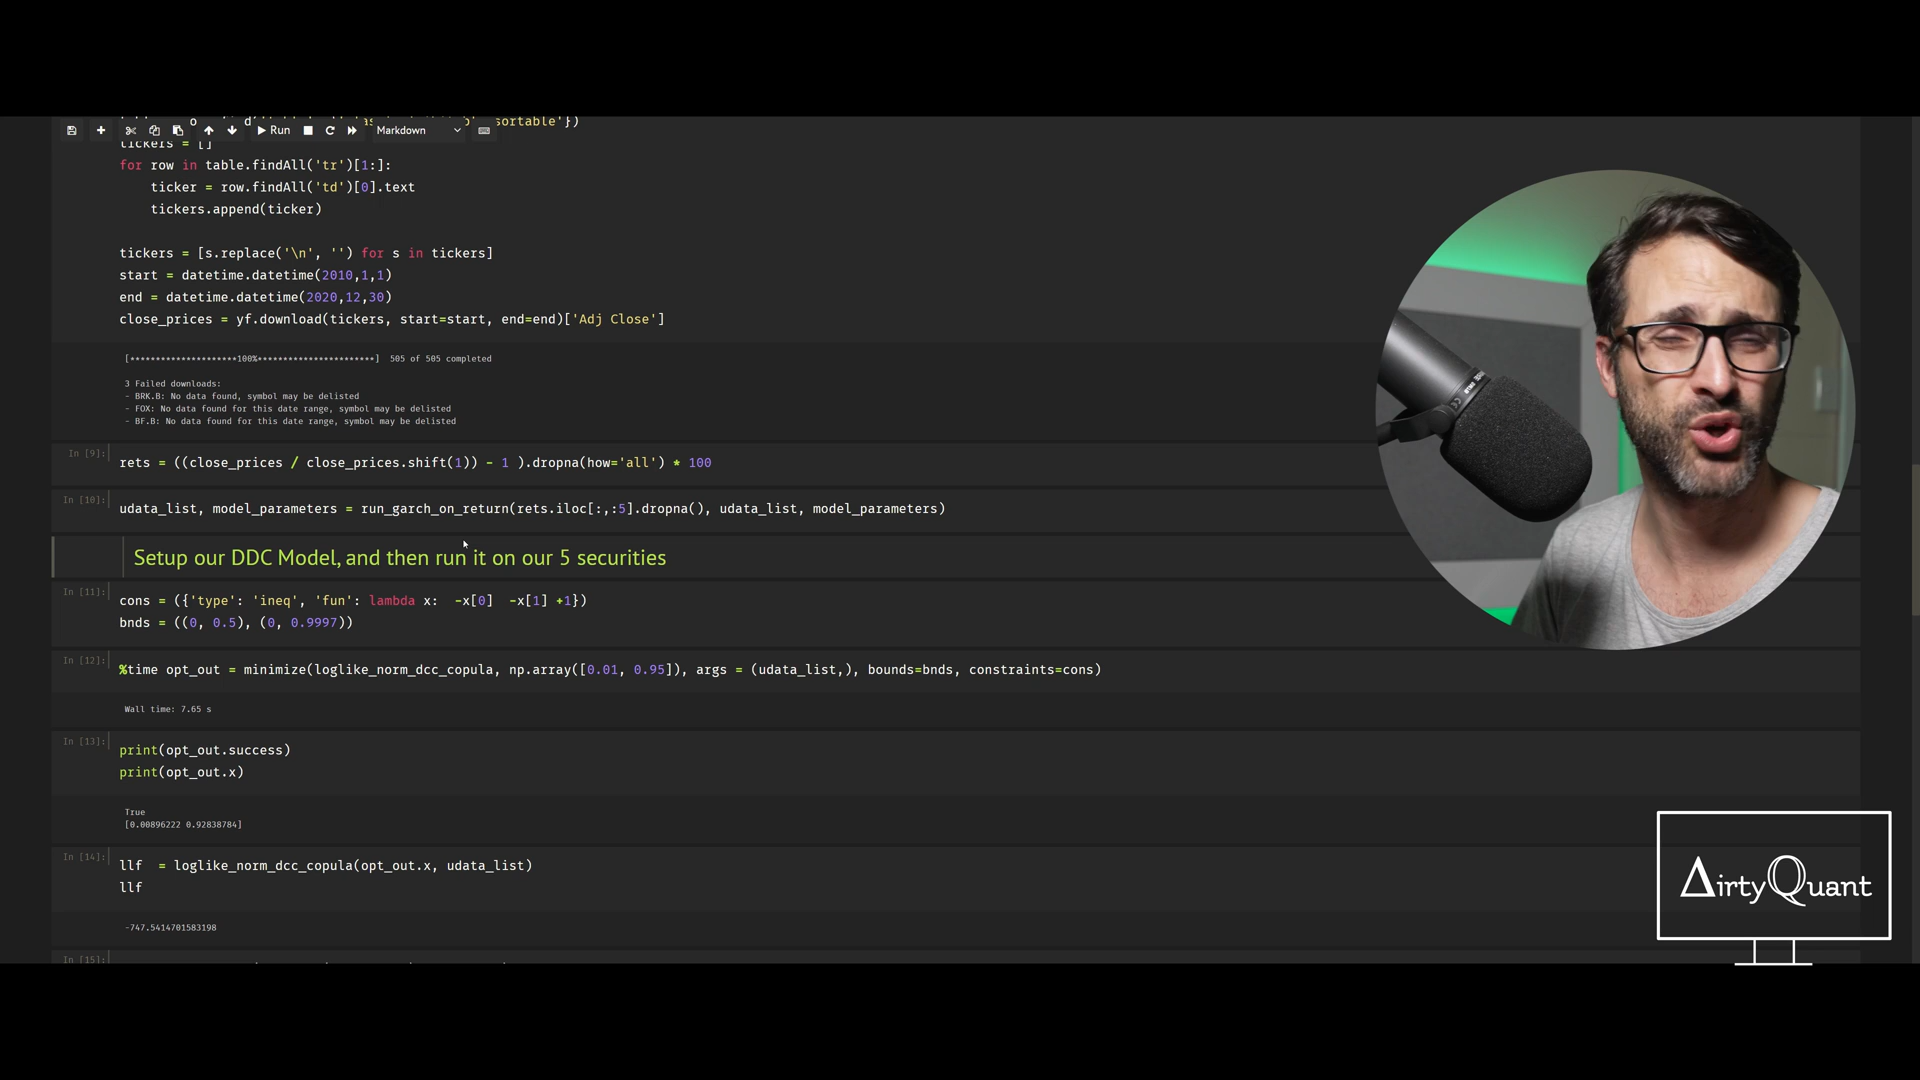 sortable'})
Run
Markdown
tickers = []
for row in table.findAll('tr')[1:]:
    ticker = row.findAll('td')[0].text
    tickers.append(ticker)
tickers = [s.replace('\n', '') for s in tickers]
start = datetime.datetime(2010,1,1)
end = datetime.datetime(2020,12,30)
close_prices = yf.download(tickers, start=start, end=end)['Adj Close']
[*********************100%***********************]  505 of 505 completed
3 Failed downloads:
- BRK.B: No data found, symbol may be delisted
- FOX: No data found for this date range, symbol may be delisted
- BF.B: No data found for this date range, symbol may be delisted
In [9]:
rets = ((close_prices / close_prices.shift(1)) - 1 ).dropna(how='all') * 100
In [10]:
udata_list, model_parameters = run_garch_on_return(rets.iloc[:,:5].dropna(), udata_list, model_parameters)
Setup our DDC Model, and then run it on our 5 securities
In [11]:
cons = ({'type': 'ineq', 'fun': lambda x:  -x[0]  -x[1] +1})
bnds = ((0, 0.5), (0, 0.9997))
In [12]:
%time opt_out = minimize(loglike_norm_dcc_copula, np.array([0.01, 0.95]), args = (udata_list,), bounds=bnds, constraints=cons)
Wall time: 7.65 s
In [13]:
print(opt_out.success)
print(opt_out.x)
True
[0.00896222 0.92838784]
In [14]:
llf  = loglike_norm_dcc_copula(opt_out.x, udata_list)
llf
-747.5414701583198
In [15]:
ΔirtyQuant